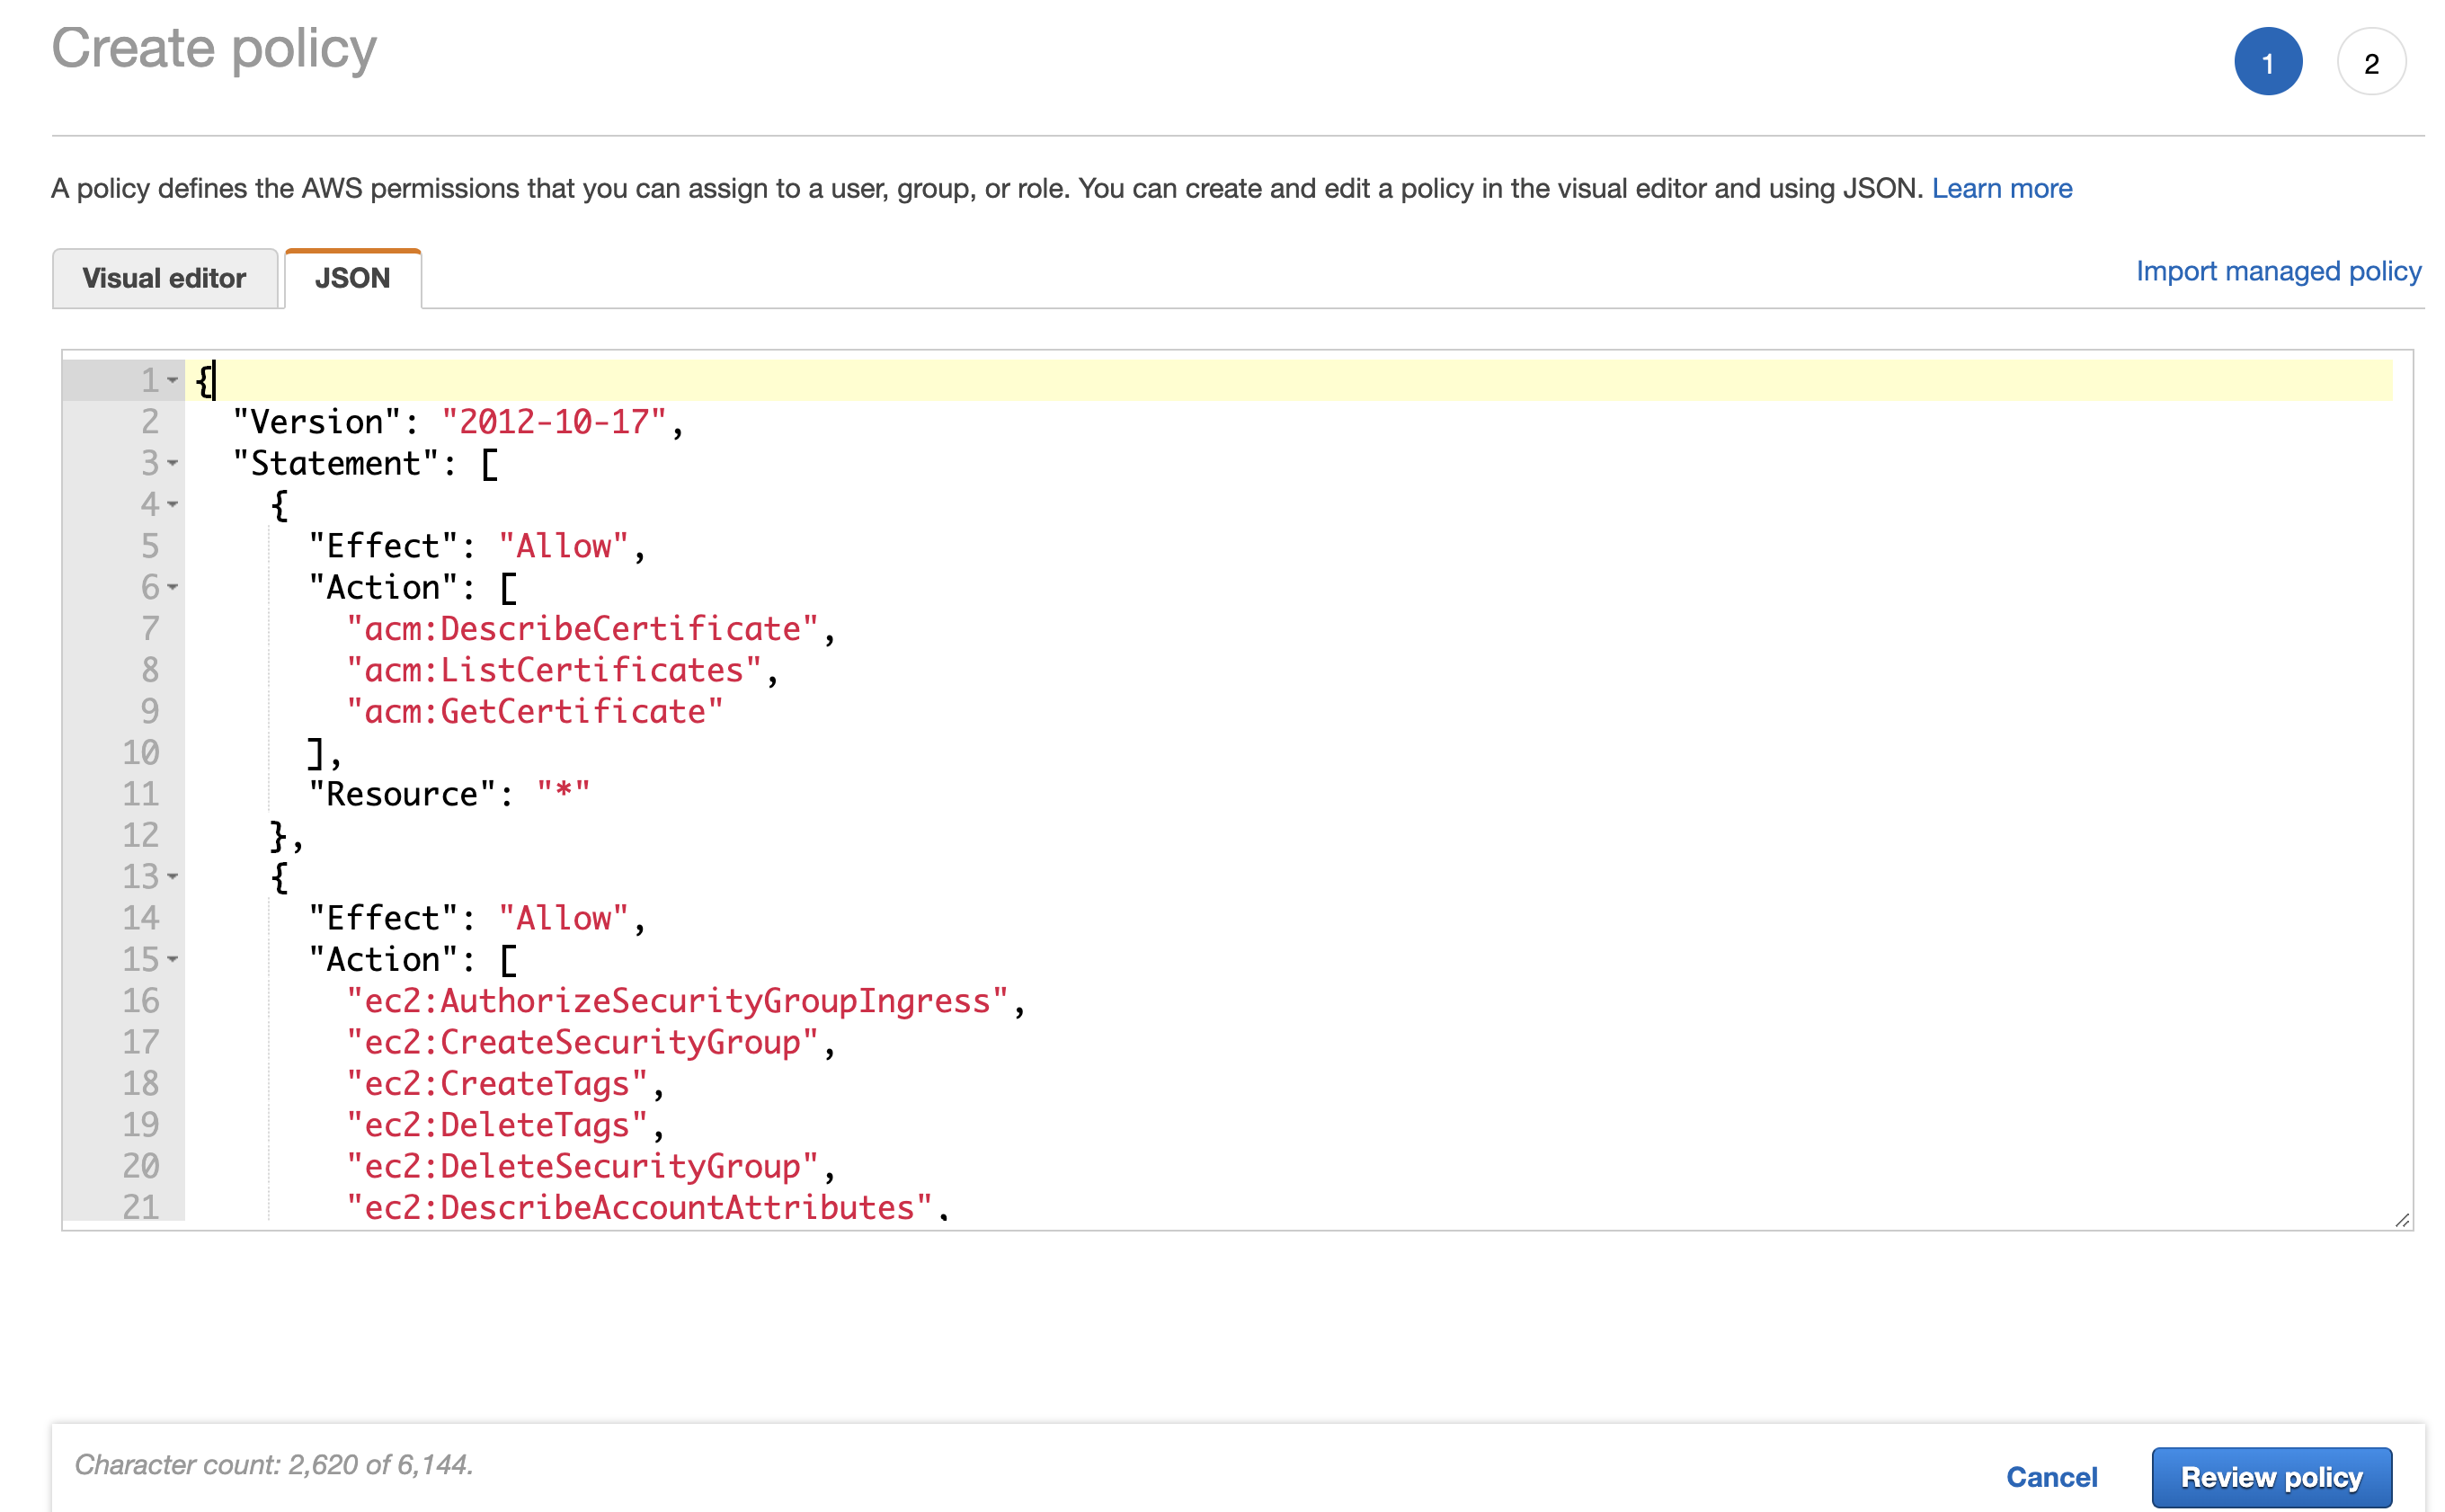 Create policy
1 2
A policy defines the AWS permissions that you can assign to a user, group, or role. You can create and edit a policy in the visual editor and using JSON. Learn more
Visual editor JSON Import managed policy
1 {
2 "Version": "2012-10-17",
3 "Statement": [
4 {
5 "Effect": "Allow",
6 "Action": [
7 "acm:DescribeCertificate",
8 "acm:ListCertificates",
9 "acm:GetCertificate"
10 ],
11 "Resource": "*"
12 },
13 {
14 "Effect": "Allow",
15 "Action": [
16 "ec2:AuthorizeSecurityGroupIngress",
17 "ec2:CreateSecurityGroup",
18 "ec2:CreateTags",
19 "ec2:DeleteTags",
20 "ec2:DeleteSecurityGroup",
21 "ec2:DescribeAccountAttributes",
Character count: 2,620 of 6,144.
Cancel Review policy